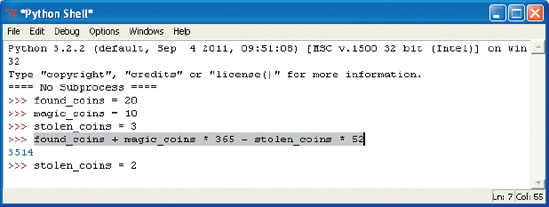 *Python Shell*
File Edit Debug Options Windows Help
Python 3.2.2 (default, Sep 4 2011, 09:51:08) [MSC v.1500 32 bit (Intel)] on win
32
Type "copyright", "credits" or "license()" for more information.
==== No Subprocess ====
>>> found_coins = 20
>>> magic_coins = 10
>>> stolen_coins = 3
>>> found_coins + magic_coins * 365 - stolen_coins * 52
3514
>>> stolen_coins = 2
Ln: 7 Col: 55